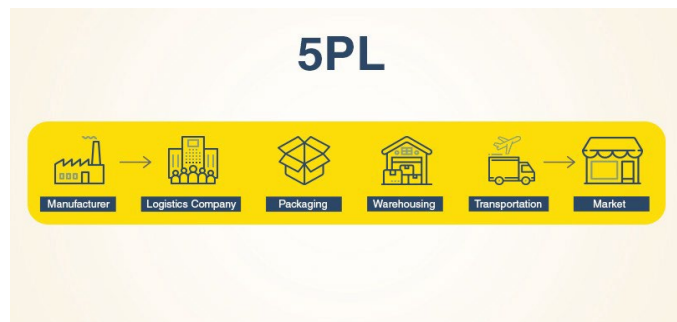 5PL
Manufacturer
Logistics Company
Packaging
Warehousing
Transportation
Market